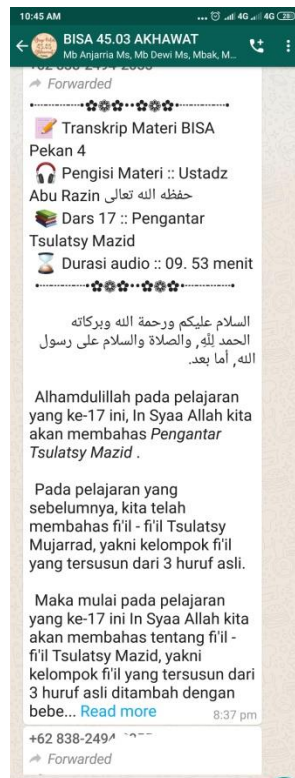 10:45 AM ... 4G 4G 28
BISA 45.03 AKHAWAT
Mb Anjarria Ms, Mb Dewi Ms, Mbak, M...
Forwarded
Transkrip Materi BISA
Pekan 4
Pengisi Materi :: Ustadz
Abu Razin حفظه الله تعالى
Dars 17 :: Pengantar
Tsulatsy Mazid
Durasi audio :: 09. 53 menit
السلام عليكم ورحمة الله وبركاته
الحمد لِلَّهِ, والصلاة والسلام على رسول
الله, أما بعد.
Alhamdulillah pada pelajaran
yang ke-17 ini, In Syaa Allah kita
akan membahas Pengantar
Tsulatsy Mazid .
Pada pelajaran yang
sebelumnya, kita telah
membahas fi'il - fi'il Tsulatsy
Mujarrad, yakni kelompok fi'il
yang tersusun dari 3 huruf asli.
Maka mulai pada pelajaran
yang ke-17 ini In Syaa Allah kita
akan membahas tentang fi'il -
fi'il Tsulatsy Mazid, yakni
kelompok fi'il yang tersusun dari
3 huruf asli ditambah dengan
bebe... Read more 8:37 pm
+62 838-2494
Forwarded